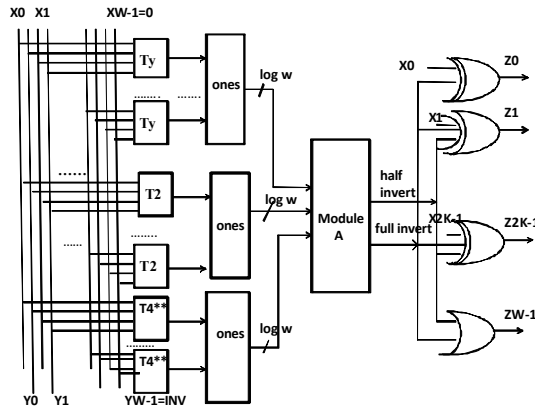 X0 X1 XW-1=0
Ty
........ ......
Ty
ones
log w
X0
Z0
X1
Z1
......
T2
......
.........
T2
ones
log w
Module
A
half
invert
full invert
X2K-1
Z2K-1
T4**
.........
T4**
ones
log w
ZW-1
Y0 Y1 YW-1=INV